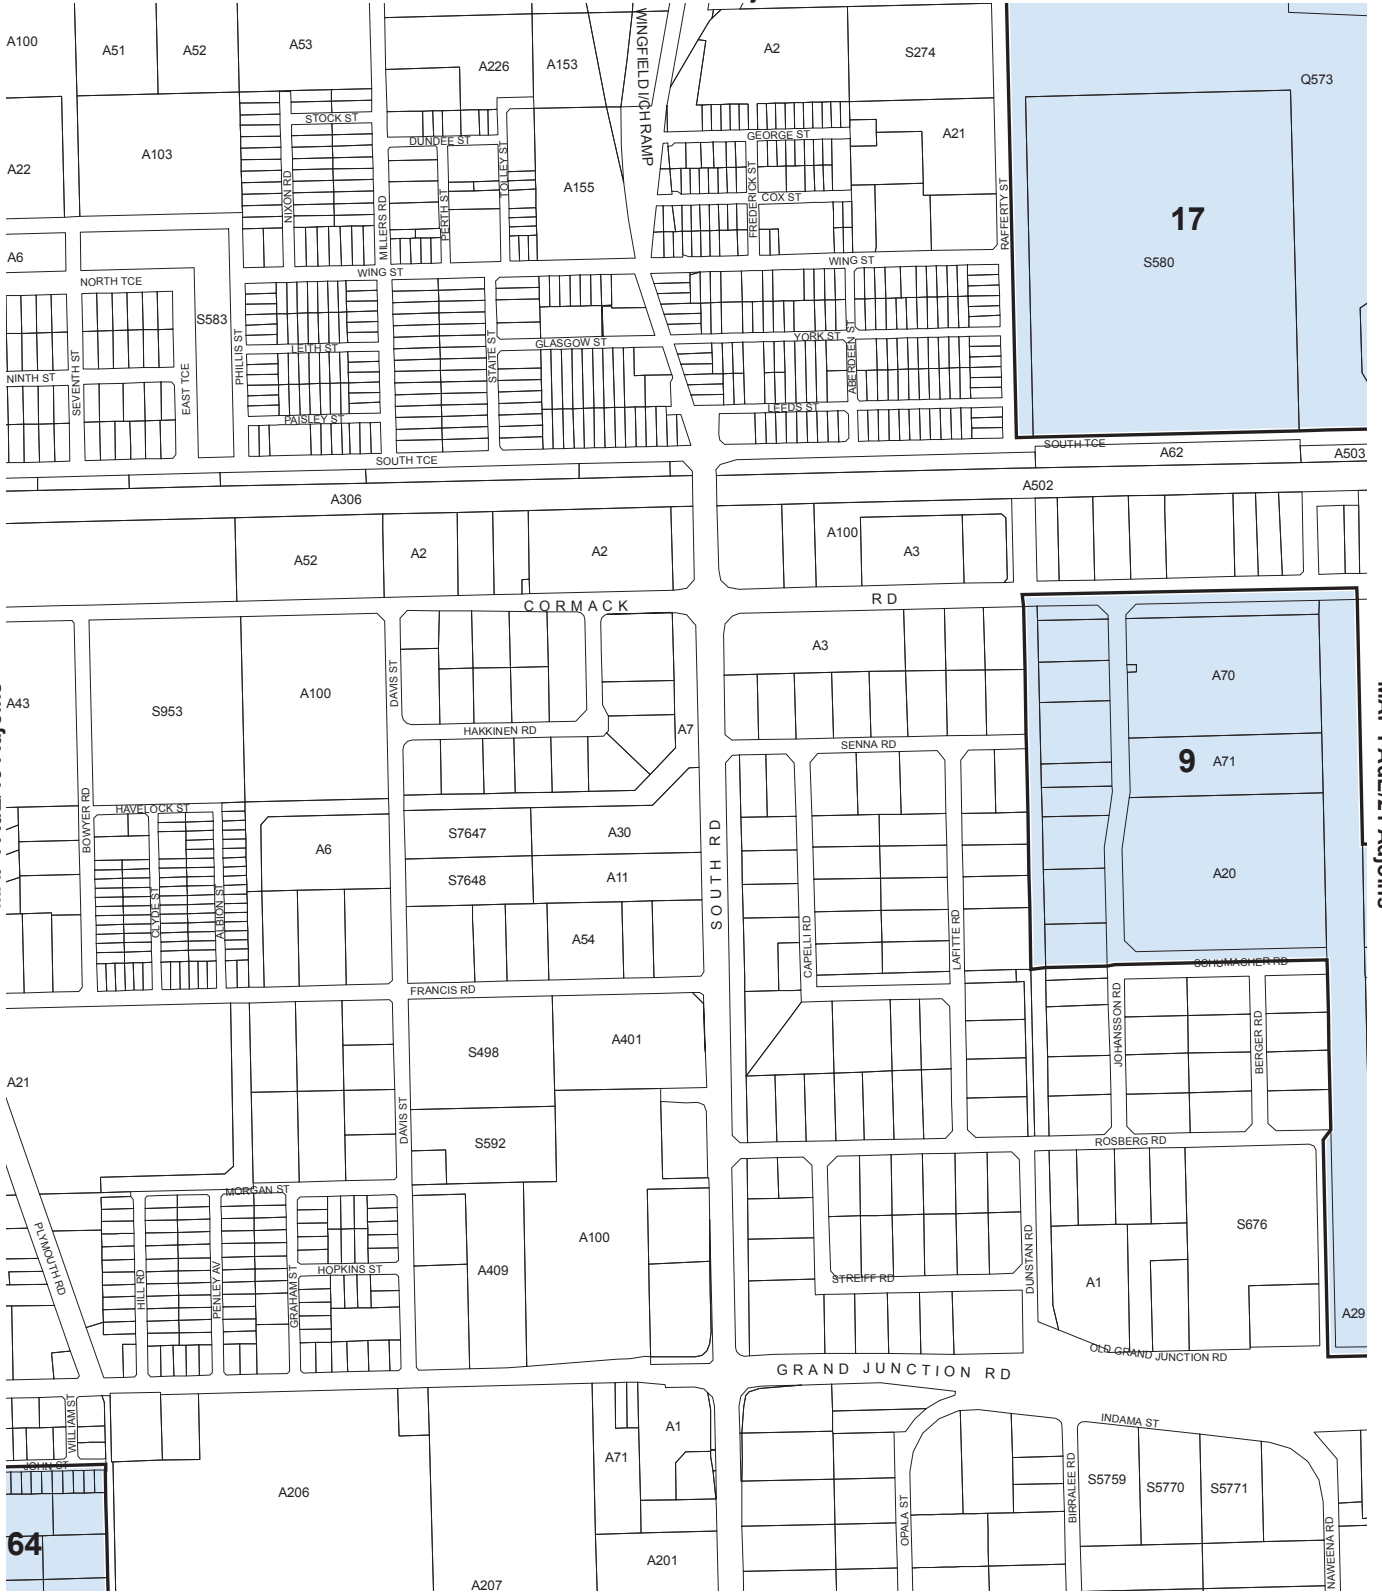 A100
A51
A52
A53
A226
A153
WINGFIELD I/CH RAMP
A2
S274
Q573
STOCK ST
DUNDEE ST
GEORGE ST
A21
A22
A103
NIXON RD
MILLERS RD
PERTH ST
TOLLEY ST
A155
FREDERICK ST
COX ST
RAFFERTY ST
17
A6
NORTH TCE
WING ST
WING ST
S580
S583
PHILLIS ST
LEITH ST
STAITE ST
GLASGOW ST
YORK ST
ABERDEEN ST
NINTH ST
SEVENTH ST
EAST TCE
PAISLEY ST
LEEDS ST
SOUTH TCE
SOUTH TCE
A62
A503
A306
A502
A52
A2
A2
A100
A3
CORMACK
RD
A3
A43
S953
A100
DAVIS ST
HAKKINEN RD
A7
SENNA RD
A70
9
A71
BOWYER RD
HAVELOCK ST
A6
S7647
A30
SOUTH RD
S7648
A11
A20
CLYDE ST
ALBION ST
A54
CAPELLI RD
LAFITTE RD
SCHUMACHER RD
FRANCIS RD
S498
A401
JOHANSSON RD
BERGER RD
A21
DAVIS ST
S592
ROSBERG RD
MORGAN ST
PLYMOUTH RD
HILL RD
PENLEY AV
GRAHAM ST
HOPKINS ST
A409
A100
STREIFF RD
DUNSTAN RD
A1
S676
A29
OLD GRAND JUNCTION RD
GRAND JUNCTION RD
WILLIAM ST
JOHN ST
A1
A71
INDAMA ST
BIRRALEE RD
S5759
S5770
S5771
A206
OPALA ST
NAWEENA RD
64
A201
A207